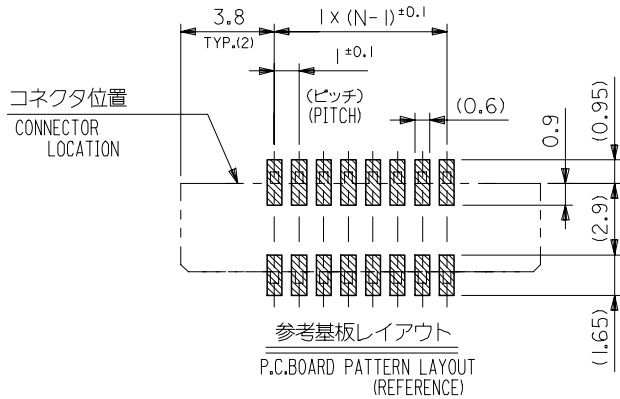 3.8
TYP.(2)
1×(N-1)±0.1
1±0.1
(ピッチ)
(PITCH)
(0.6)
0.9
(0.95)
コネクタ位置
CONNECTOR
LOCATION
(2.9)
(1.65)
参考基板レイアウト
P.C.BOARD PATTERN LAYOUT
(REFERENCE)